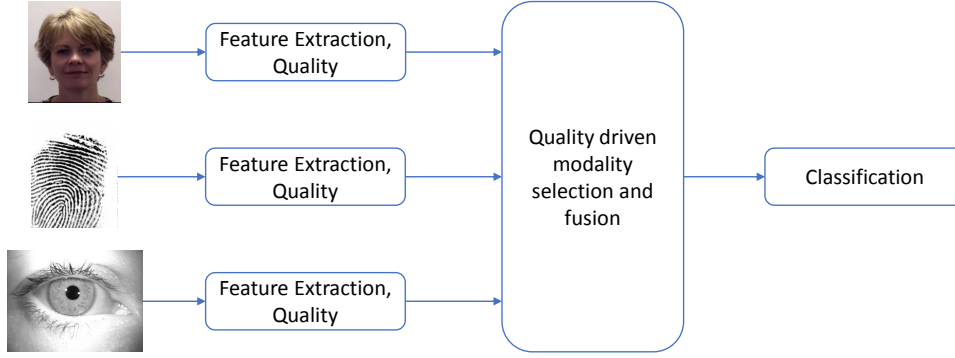 Feature Extraction,
Quality
Feature Extraction,
Quality
Feature Extraction,
Quality
Quality driven
modality
selection and
fusion
Classification